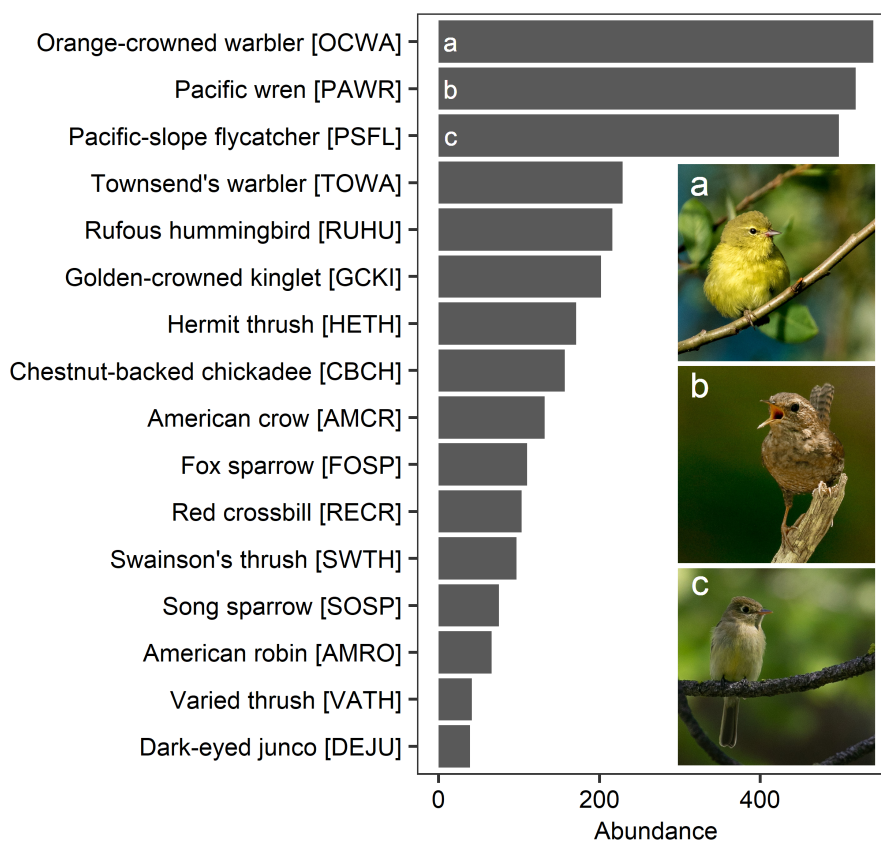 Orange-crowned warbler [OCWA] a
Pacific wren [PAWR] b
Pacific-slope flycatcher [PSFL] c
Townsend's warbler [TOWA]
Rufous hummingbird [RUHU]
Golden-crowned kinglet [GCKI]
Hermit thrush [HETH]
Chestnut-backed chickadee [CBCH]
American crow [AMCR]
Fox sparrow [FOSP]
Red crossbill [RECR]
Swainson's thrush [SWTH]
Song sparrow [SOSP]
American robin [AMRO]
Varied thrush [VATH]
Dark-eyed junco [DEJU]
a
b
c
0 200 400
Abundance